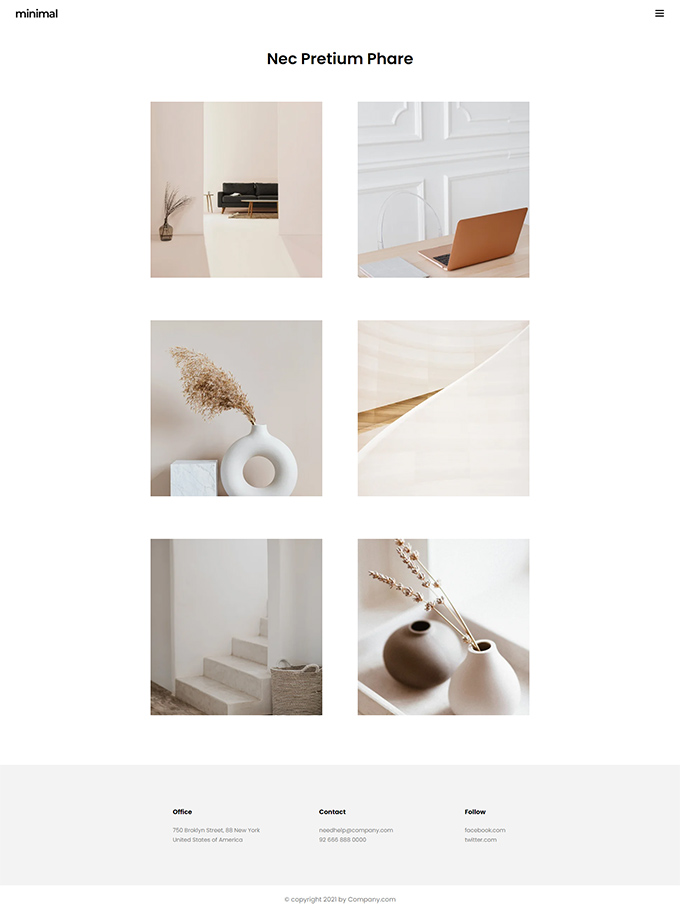 minimal
Nec Pretium Phare
Office
750 Broklyn Street, 88 New York
United States of America
Contact
needhelp@company.com
92 666 888 0000
Follow
facebook.com
twitter.com
© copyright 2021 by Company.com